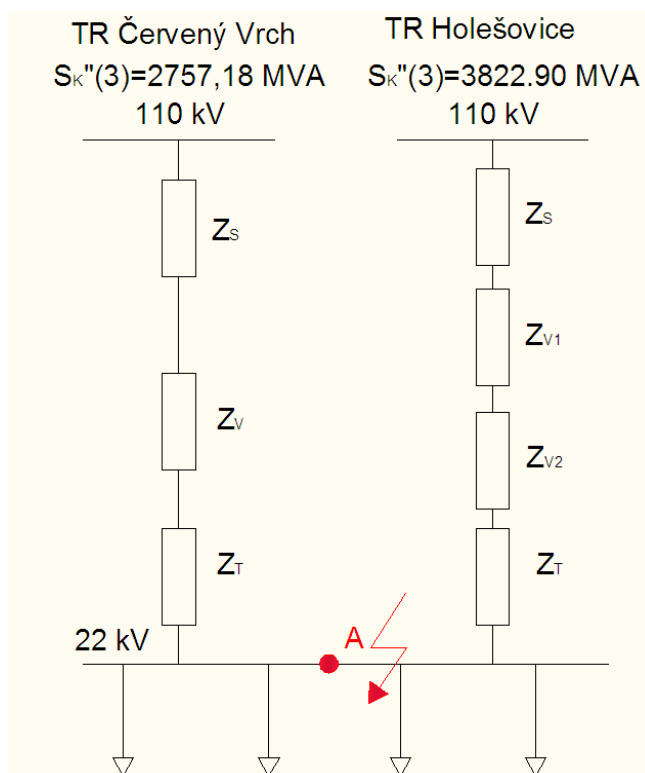 TR Červený Vrch
SK"(3)=2757,18 MVA
110 kV
ZS
ZV
ZT
TR Holešovice
SK"(3)=3822.90 MVA
110 kV
ZS
ZV1
ZV2
ZT
22 kV
A